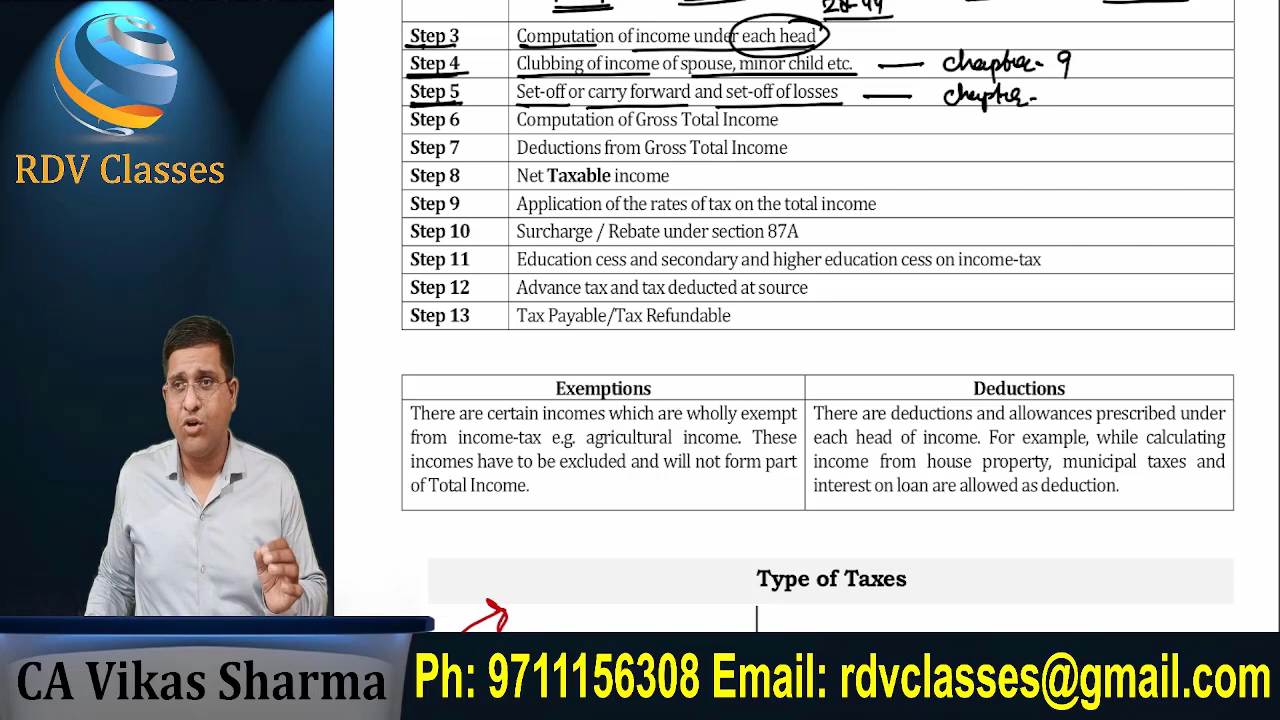 28-44
Step 3 Computation of income under each head
Step 4 Clubbing of income of spouse, minor child etc. — chapter - 9
Step 5 Set-off or carry forward and set-off of losses — chapter -
Step 6 Computation of Gross Total Income
Step 7 Deductions from Gross Total Income
Step 8 Net Taxable income
Step 9 Application of the rates of tax on the total income
Step 10 Surcharge / Rebate under section 87A
Step 11 Education cess and secondary and higher education cess on income-tax
Step 12 Advance tax and tax deducted at source
Step 13 Tax Payable/Tax Refundable
RDV Classes
Exemptions
There are certain incomes which are wholly exempt
from income-tax e.g. agricultural income. These
incomes have to be excluded and will not form part
of Total Income.
Deductions
There are deductions and allowances prescribed under
each head of income. For example, while calculating
income from house property, municipal taxes and
interest on loan are allowed as deduction.
Type of Taxes
CA Vikas Sharma
Ph: 9711156308 Email: rdvclasses@gmail.com